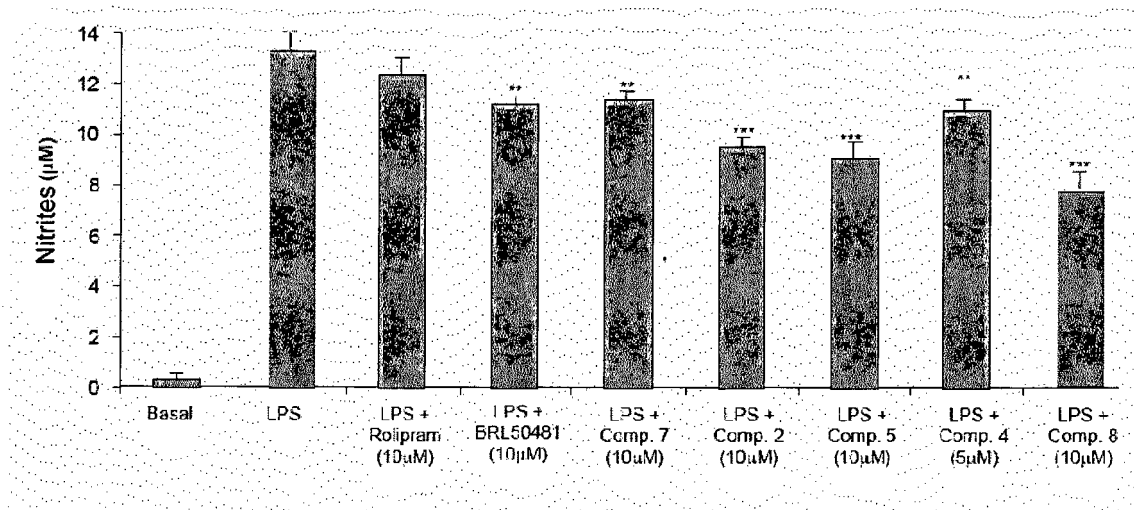 14
12
10
8
6
4
2
0
Nitrites (µM)
**
**
***
***
**
***
Basal
LPS
LPS +
Rolipram
(10µM)
LPS +
BRL50481
(10µM)
LPS +
Comp. 7
(10µM)
LPS +
Comp. 2
(10µM)
LPS +
Comp. 5
(10µM)
LPS +
Comp. 4
(5µM)
LPS +
Comp. 8
(10µM)